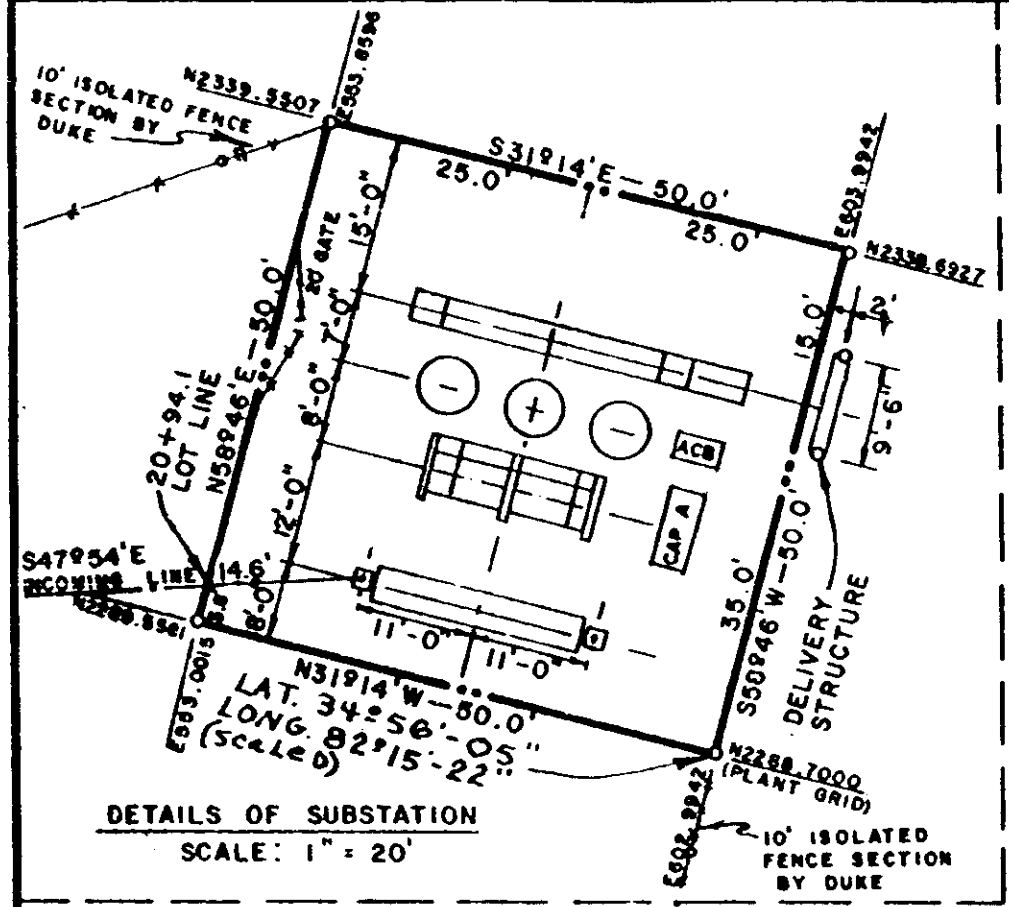 10' ISOLATED FENCE
SECTION BY
DUKE
N2339.5507
E553.8596
S31°14'E — 50.0'
25.0'
25.0'
E603.9942
N2338.6927
2'
15'-0"
20' GATE
7'-0"
8'-0"
12'-0"
8'-0"
15.0'
9'-6"
20+94.1
LOT LINE
N58°46'E — 50.0'
ACB
CAP A
S47°54'E
INCOMING LINE
14.6'
11'-0"
11'-0"
35.0'
S58°46'W — 50.0'
DELIVERY
STRUCTURE
E553.0015
N31°14'W — 50.0'
LAT. 34°56'-05"
LONG. 82°15'-22"
(SCALED)
N2288.7000
(PLANT GRID)
E602.9942
10' ISOLATED
FENCE SECTION
BY DUKE
DETAILS OF SUBSTATION
SCALE: 1" = 20'